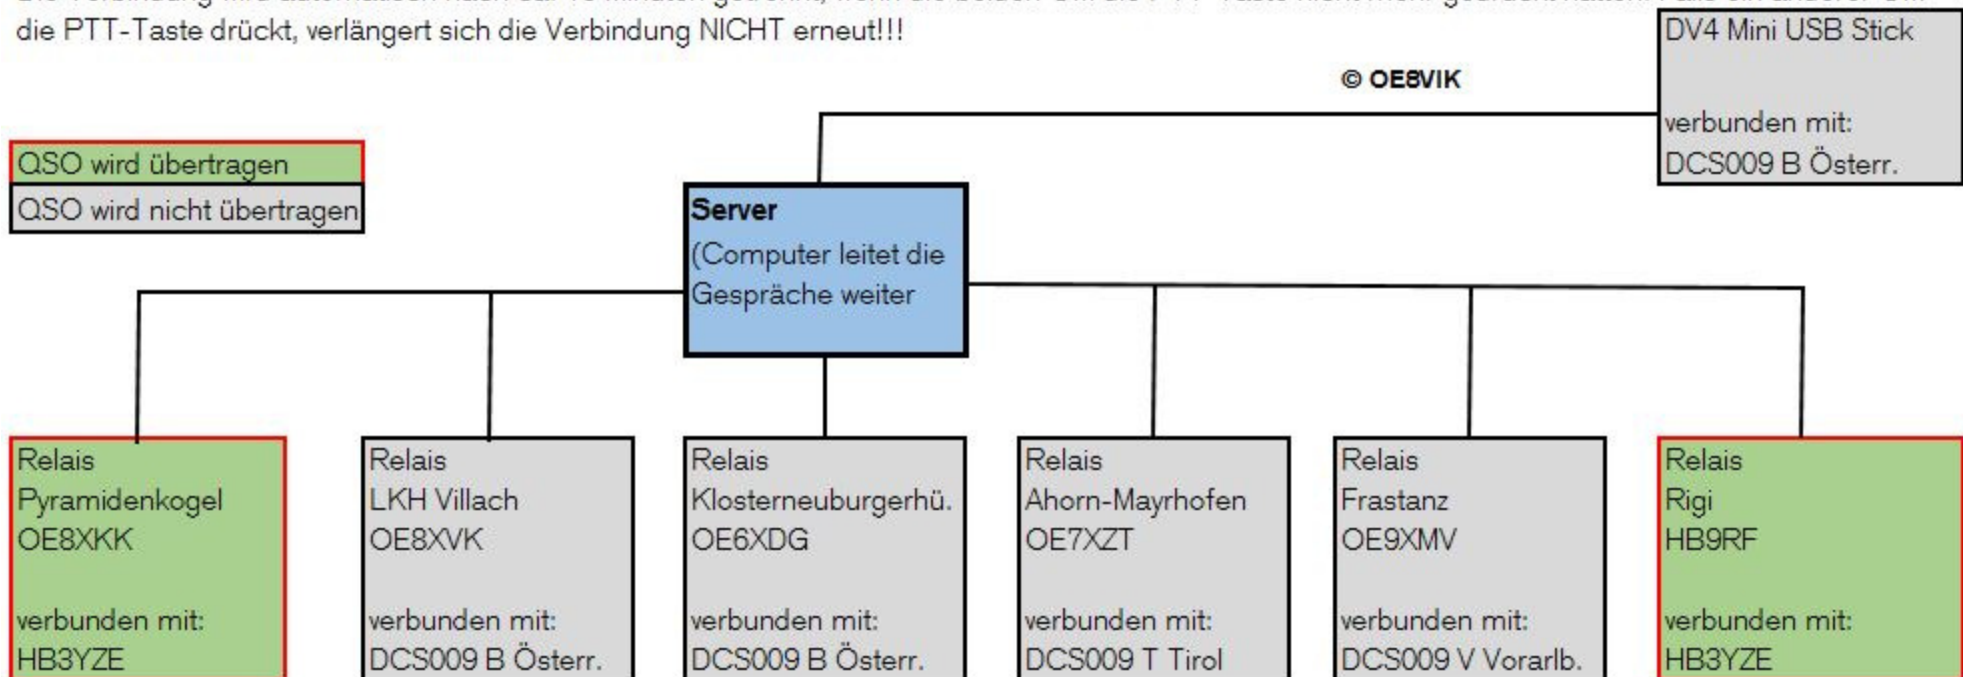 die PTT-Taste drückt, verlängert sich die Verbindung NICHT erneut!!!
DV4 Mini USB Stick
verbunden mit:
DCS009 B Österr.
© OE8VIK
QSO wird übertragen
QSO wird nicht übertragen
Server
(Computer leitet die
Gespräche weiter
Relais
Pyramidenkogel
OE8XKK
verbunden mit:
HB3YZE
Relais
LKH Villach
OE8XVK
verbunden mit:
DCS009 B Österr.
Relais
Klosterneuburgerhü.
OE6XDG
verbunden mit:
DCS009 B Österr.
Relais
Ahorn-Mayrhofen
OE7XZT
verbunden mit:
DCS009 T Tirol
Relais
Frastanz
OE9XMV
verbunden mit:
DCS009 V Vorarlb.
Relais
Rigi
HB9RF
verbunden mit:
HB3YZE